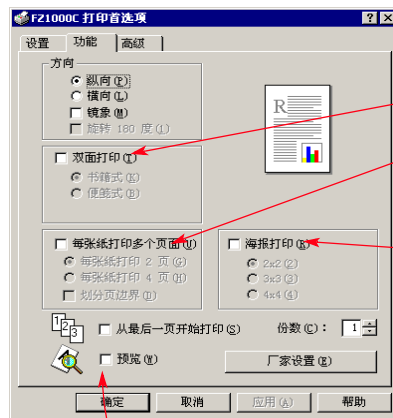 FZ1000C 打印首选项
设置 功能 高级
方向
纵向(P)
横向(L)
镜象(M)
旋转 180 度(1)
R
双面打印(I)
书籍式(K)
便笺式(B)
每张纸打印多个页面(U)
每张纸打印 2 页(G)
每张纸打印 4 页(H)
划分页边界(D)
海报打印(R)
2x2(2)
3x3(3)
4x4(4)
123
从最后一页开始打印(S)
份数(C): 1
预览(W)
厂家设置(E)
确定 取消 应用(A) 帮助